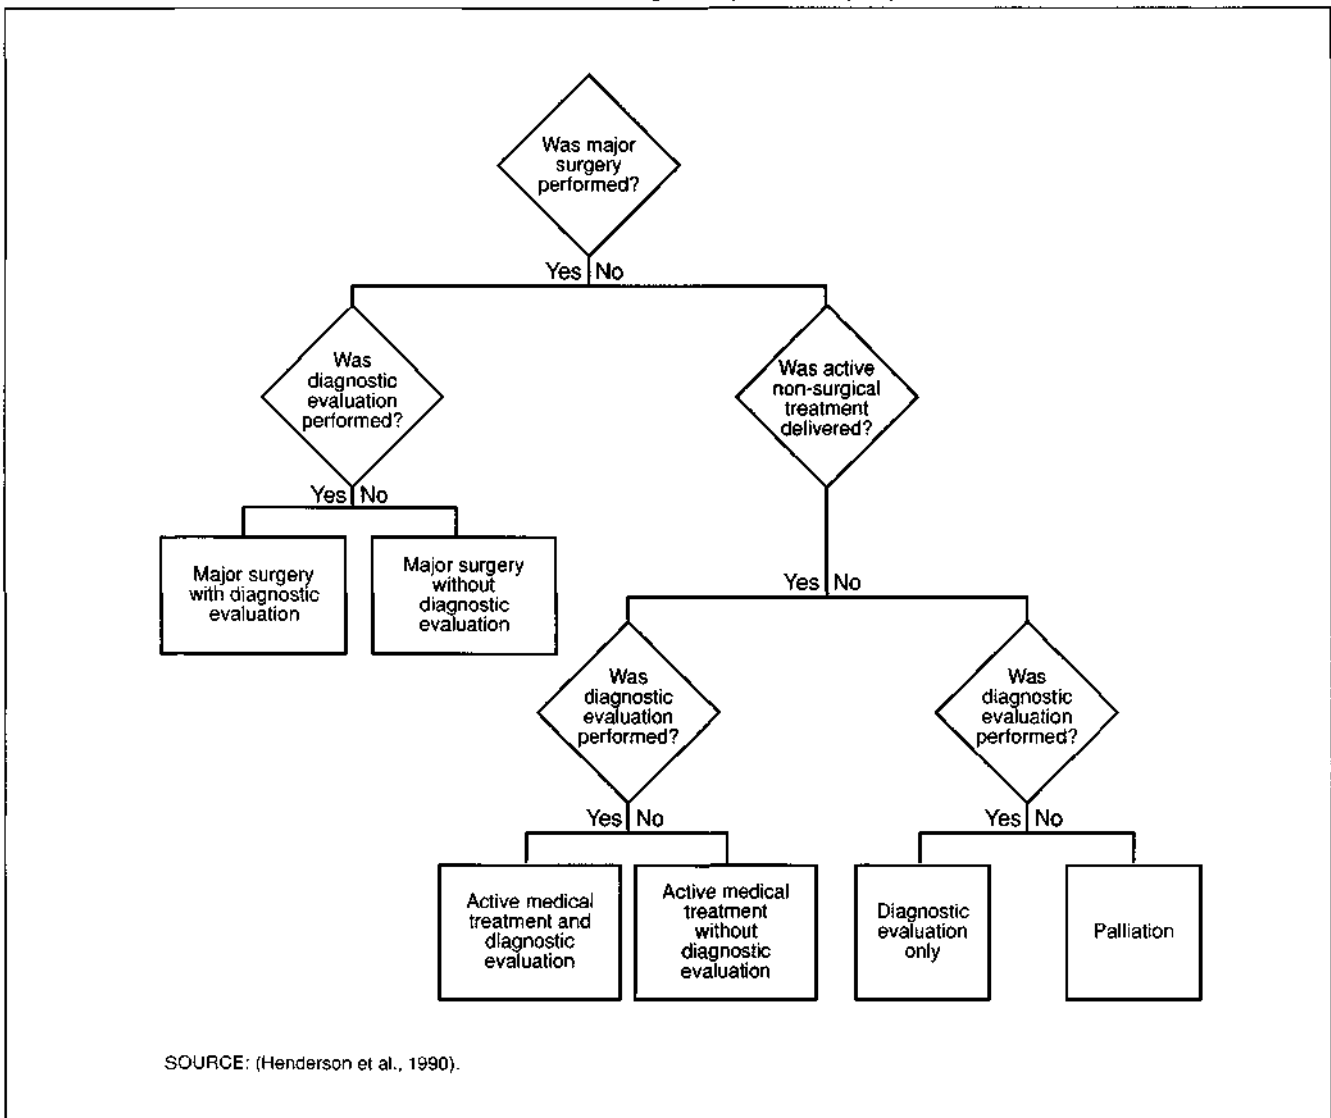 Was major
surgery
performed?
Yes No
Was
diagnostic
evaluation
performed?
Was active
non-surgical
treatment
delivered?
Yes No
Major surgery
with diagnostic
evaluation
Major surgery
without
diagnostic
evaluation
Yes No
Was
diagnostic
evaluation
performed?
Was
diagnostic
evaluation
performed?
Yes No
Yes No
Active medical
treatment and
diagnostic
evaluation
Active medical
treatment
without
diagnostic
evaluation
Diagnostic
evaluation
only
Palliation
SOURCE: (Henderson et al., 1990).